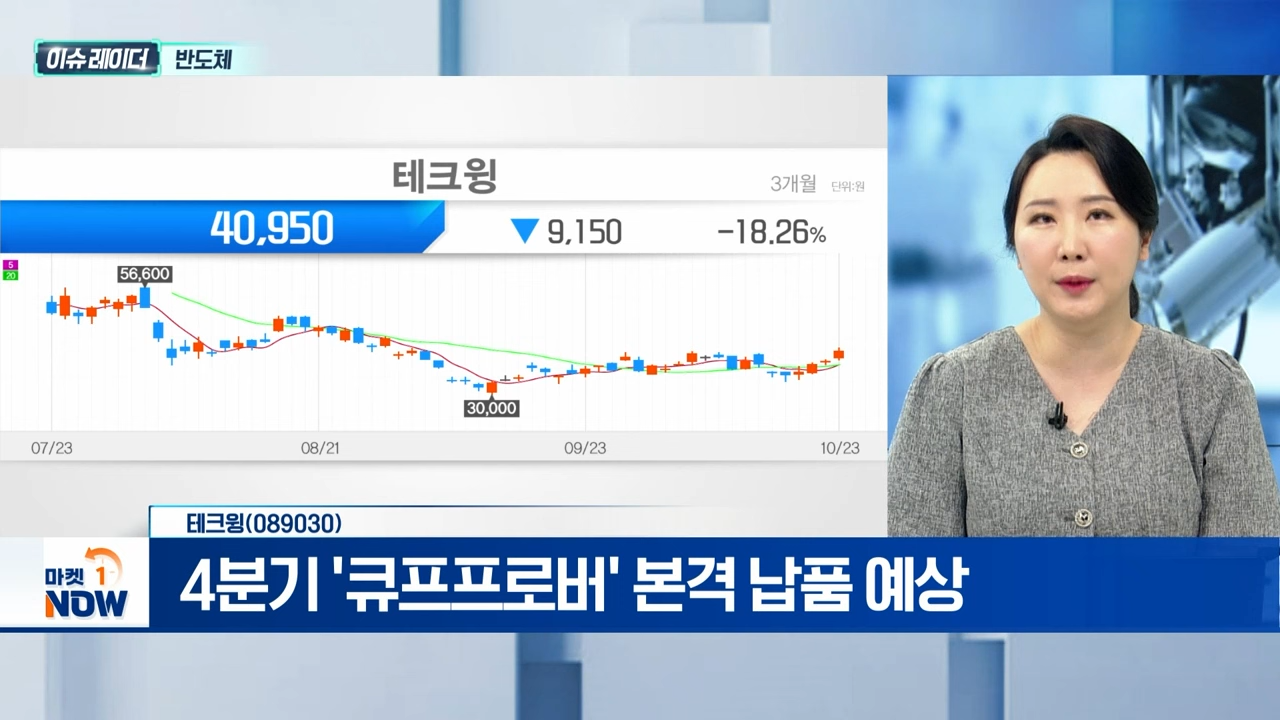 이슈 레이더 반도체
테크윙
3개월 단위:원
40,950 ▼ 9,150 -18.26%
5
20
56,600
30,000
07/23 08/21 09/23 10/23
테크윙(089030)
마켓 1
NOW
4분기 '큐프프로버' 본격 납품 예상